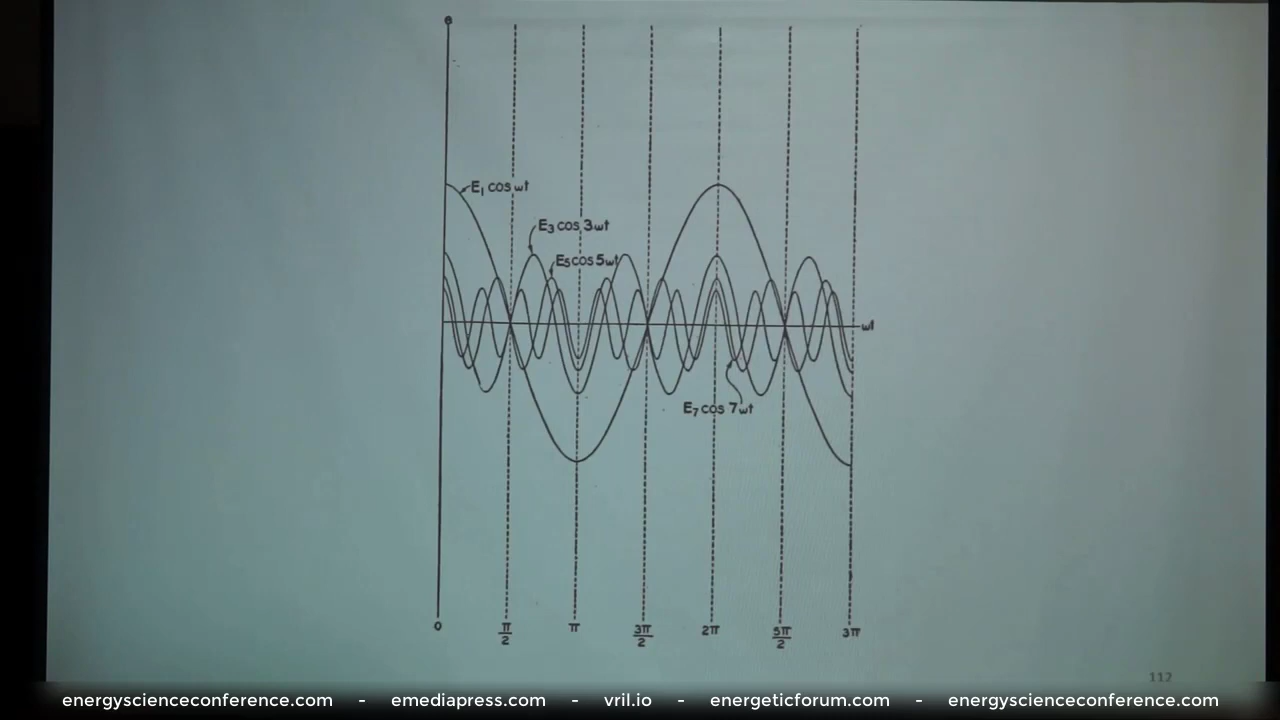 e
E₁ cos ωt
E₃ cos 3ωt
E₅ cos 5ωt
ωt
E₇ cos 7ωt
0 π/2 π 3π/2 2π 5π/2 3π
112
energyscienceconference.com - emediapress.com - vril.io - energeticforum.com - energyscienceconference.com